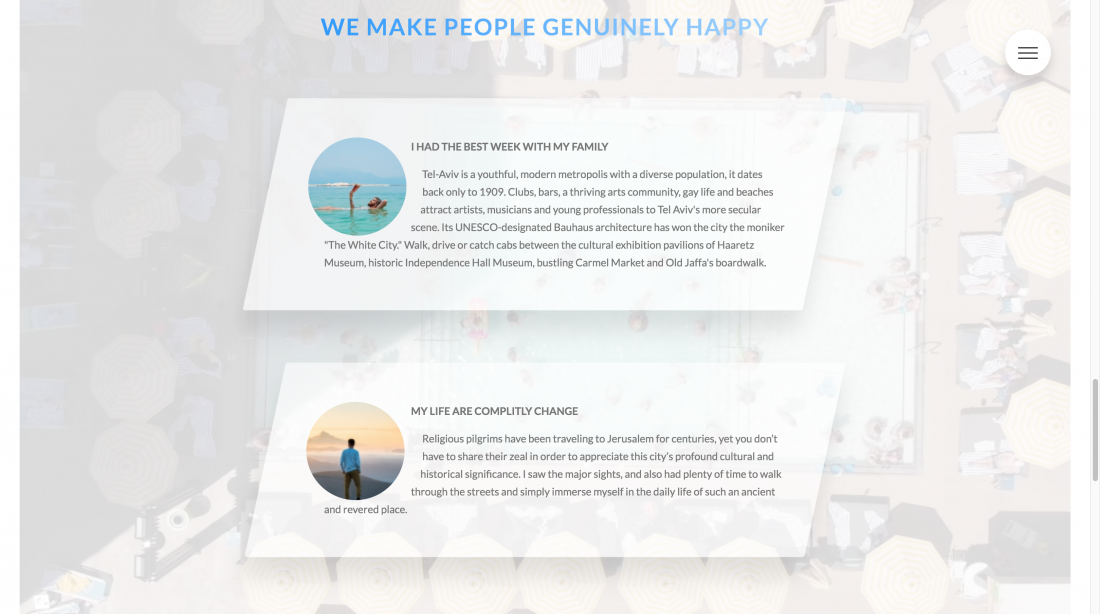 WE MAKE PEOPLE GENUINELY HAPPY
I HAD THE BEST WEEK WITH MY FAMILY
Tel-Aviv is a youthful, modern metropolis with a diverse population, it dates
back only to 1909. Clubs, bars, a thriving arts community, gay life and beaches
attract artists, musicians and young professionals to Tel Aviv's more secular
scene. Its UNESCO-designated Bauhaus architecture has won the city the moniker
"The White City." Walk, drive or catch cabs between the cultural exhibition pavilions of Haaretz
Museum, historic Independence Hall Museum, bustling Carmel Market and Old Jaffa's boardwalk.
MY LIFE ARE COMPLITLY CHANGE
Religious pilgrims have been traveling to Jerusalem for centuries, yet you don't
have to share their zeal in order to appreciate this city's profound cultural and
historical significance. I saw the major sights, and also had plenty of time to walk
through the streets and simply immerse myself in the daily life of such an ancient
and revered place.